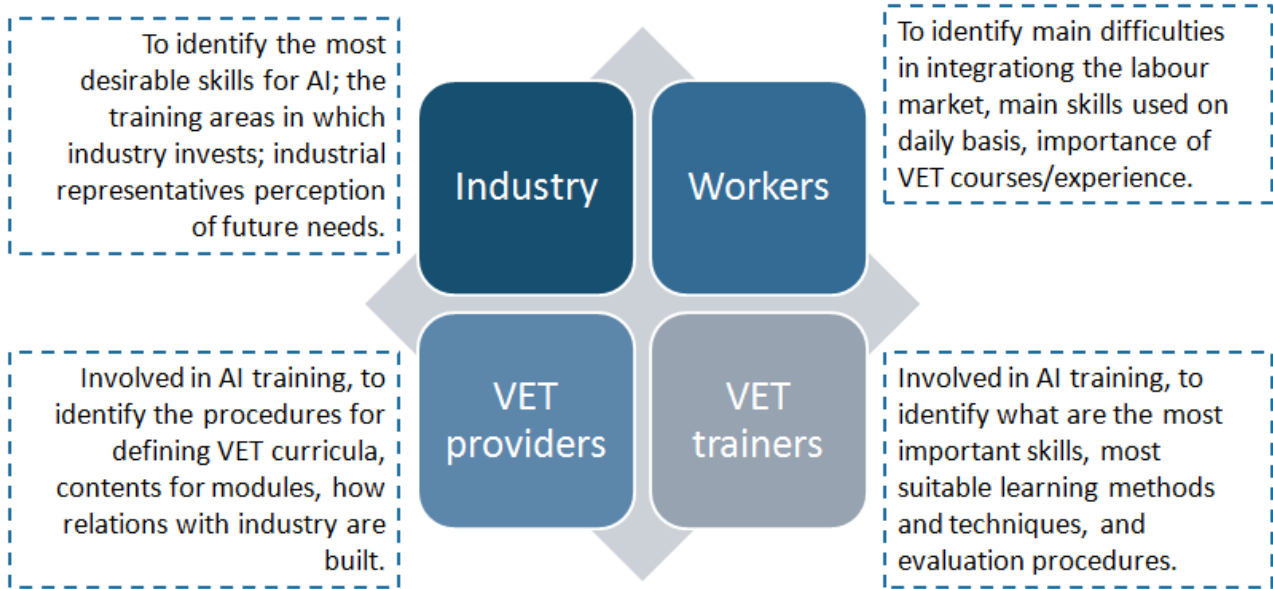 To identify the most
desirable skills for AI; the
training areas in which
industry invests; industrial
representatives perception
of future needs.
Industry
Workers
To identify main difficulties
in integrationg the labour
market, main skills used on
daily basis, importance of
VET courses/experience.
Involved in AI training, to
identify the procedures for
defining VET curricula,
contents for modules, how
relations with industry are
built.
VET
providers
VET
trainers
Involved in AI training, to
identify what are the most
important skills, most
suitable learning methods
and techniques, and
evaluation procedures.